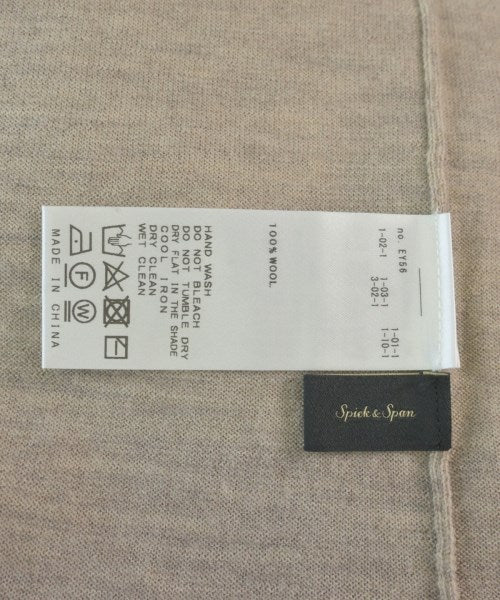 no. EY56
1-02-1
1-03-1
3-02-1
1-01-1
1-10-1
100% WOOL
HAND WASH
DO NOT BLEACH
DO NOT TUMBLE DRY
DRY FLAT IN THE SHADE
COOL IRON
DRY CLEAN
WET CLEAN
F
W
MADE IN CHINA
Spick & Span